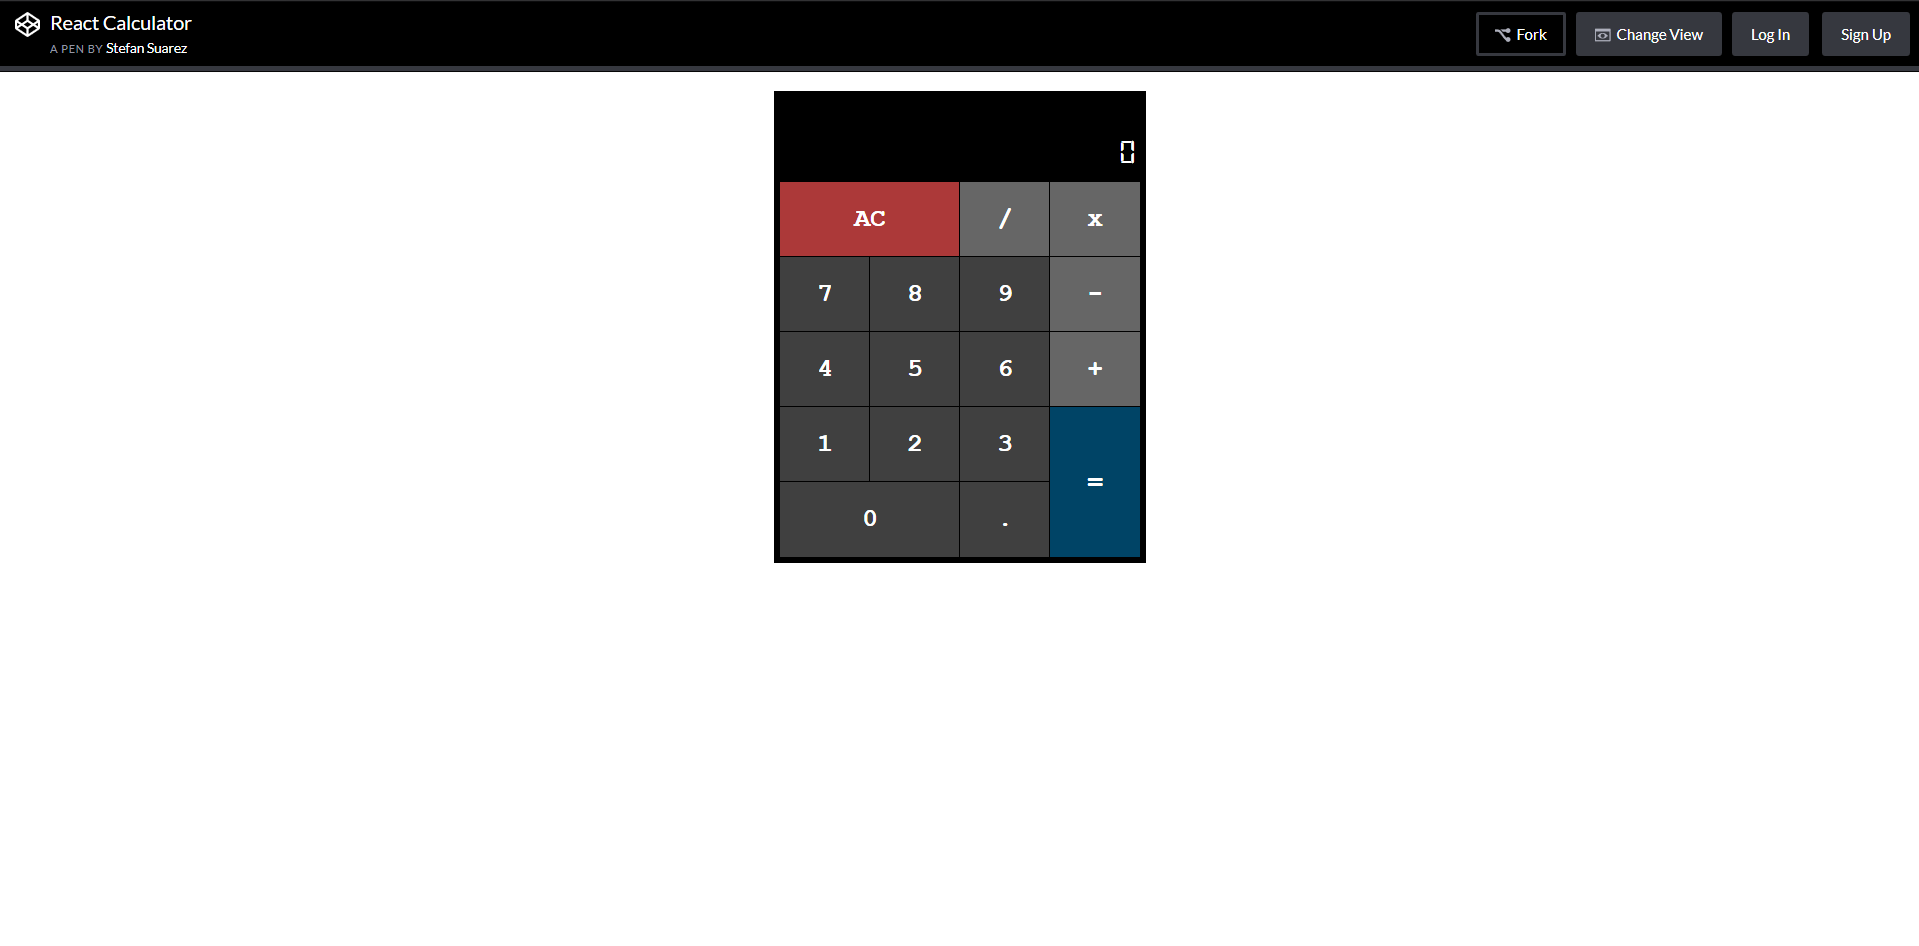 React Calculator
A PEN BY Stefan Suarez
Fork
Change View
Log In
Sign Up
0
AC / x
7 8 9 -
4 5 6 +
1 2 3
=
0 .